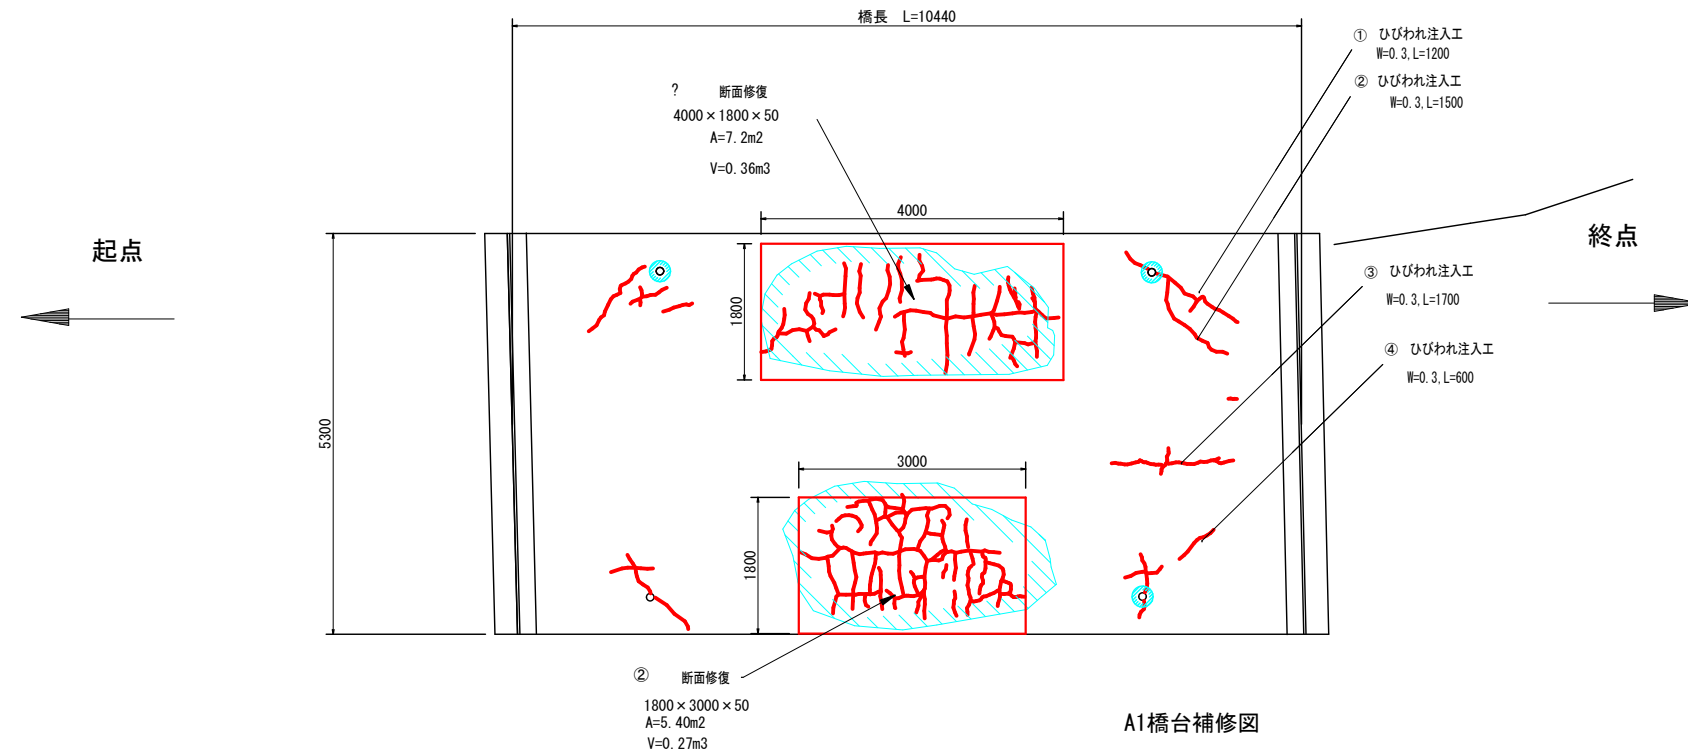 橋長 L=10440
① ひびわれ注入工
W=0.3,L=1200
② ひびわれ注入工
W=0.3,L=1500
? 断面修復
4000×1800×50
A=7.2m2
V=0.36m3
4000
起点
終点
③ ひびわれ注入工
W=0.3,L=1700
1800
④ ひびわれ注入工
W=0.3,L=600
5300
3000
1800
② 断面修復
1800×3000×50
A=5.40m2
V=0.27m3
A1橋台補修図